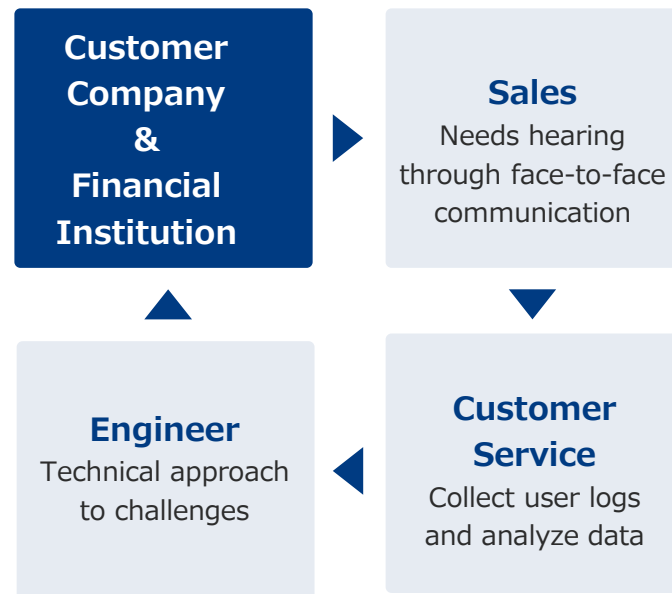 Customer
Company
&
Financial
Institution
Sales
Needs hearing
through face-to-face
communication
Customer
Service
Collect user logs
and analyze data
Engineer
Technical approach
to challenges